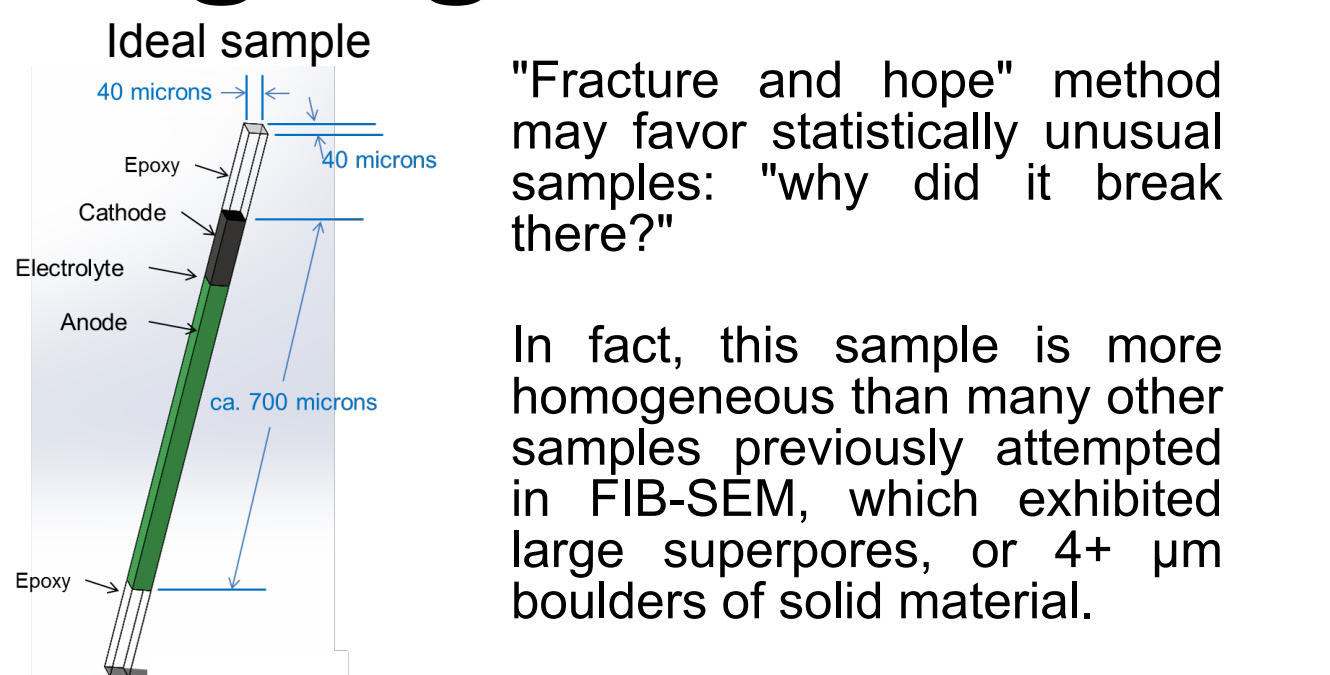 Ideal sample
40 microns
40 microns
Epoxy
Cathode
Electrolyte
Anode
ca. 700 microns
Epoxy
"Fracture and hope" method
may favor statistically unusual
samples: "why did it break
there?"
In fact, this sample is more
homogeneous than many other
samples previously attempted
in FIB-SEM, which exhibited
large superpores, or 4+ μm
boulders of solid material.